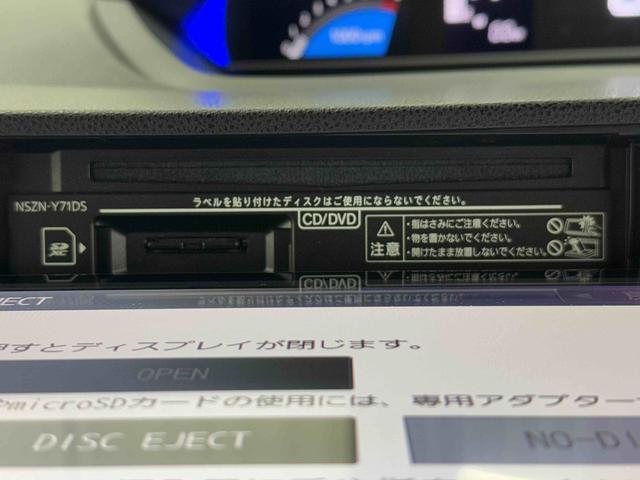 NSZN-Y71DS
ラベルを貼り付けたディスクはご使用にならないでください。
CD/DVD
注意
・指はさみにご注意ください。
・物を置かないでください。
・開けたまま放置しないでください。
EJECT
押すとディスプレイが閉じます。
OPEN
microSDカードの使用には、専用アダプター
DISC EJECT
NO-DI